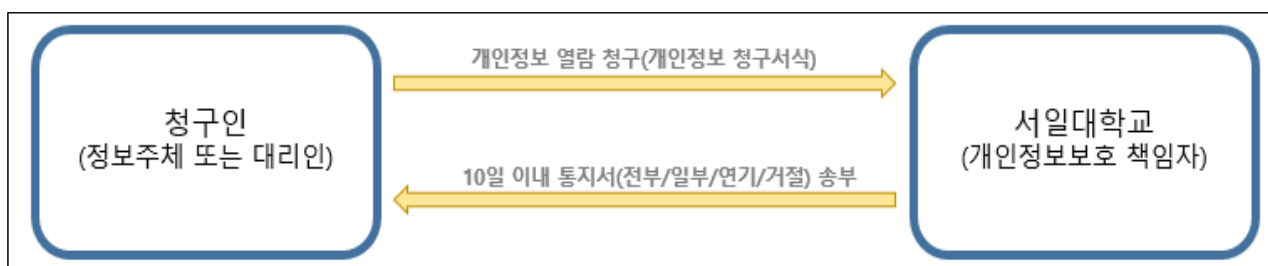 개인정보 열람 청구(개인정보 청구서식)
청구인
(정보주체 또는 대리인)
서일대학교
(개인정보보호 책임자)
10일 이내 통지서(전부/일부/연기/거절) 송부